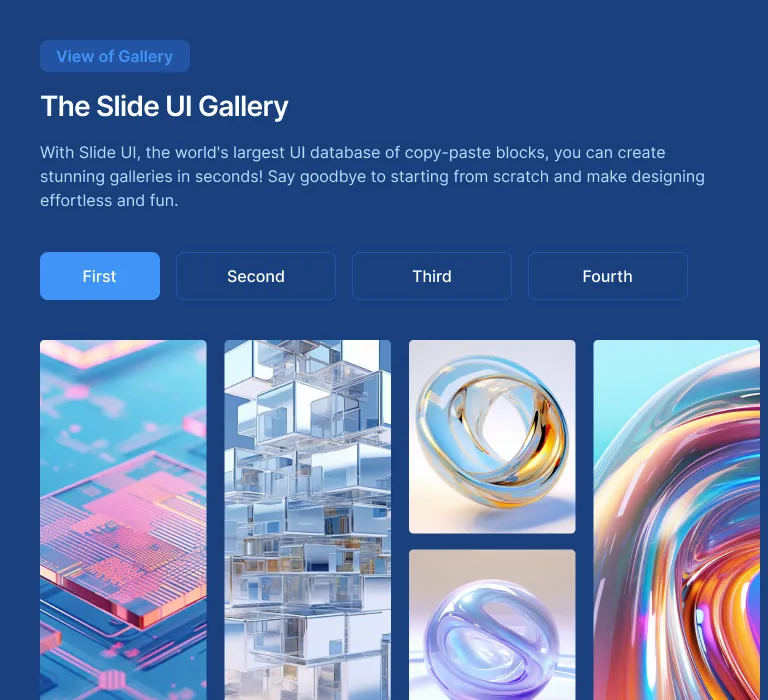 View of Gallery
The Slide UI Gallery
With Slide UI, the world's largest UI database of copy-paste blocks, you can create
stunning galleries in seconds! Say goodbye to starting from scratch and make designing
effortless and fun.
First
Second
Third
Fourth